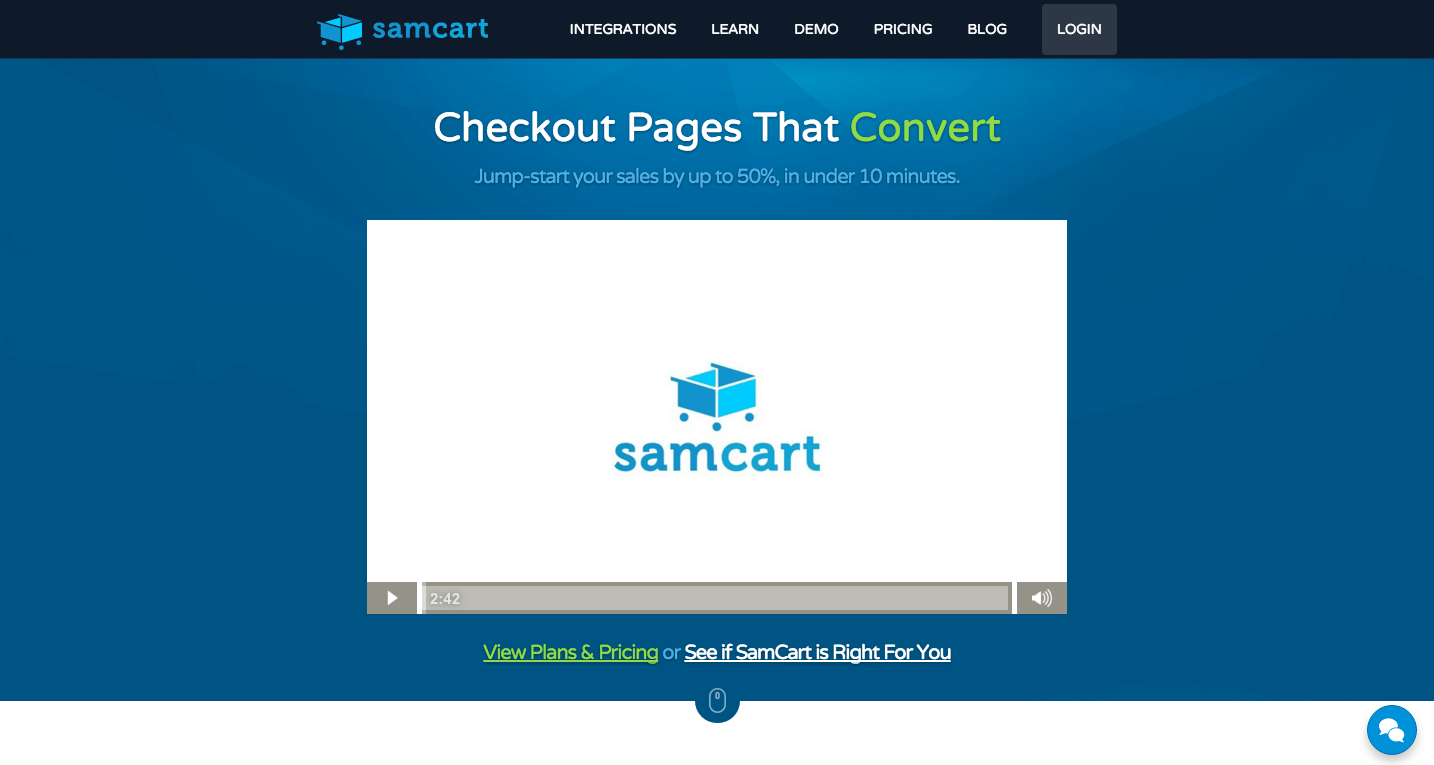 samcart INTEGRATIONS LEARN DEMO PRICING BLOG LOGIN
Checkout Pages That Convert
Jump-start your sales by up to 50%, in under 10 minutes.
samcart
2:42
View Plans & Pricing or See if SamCart is Right For You